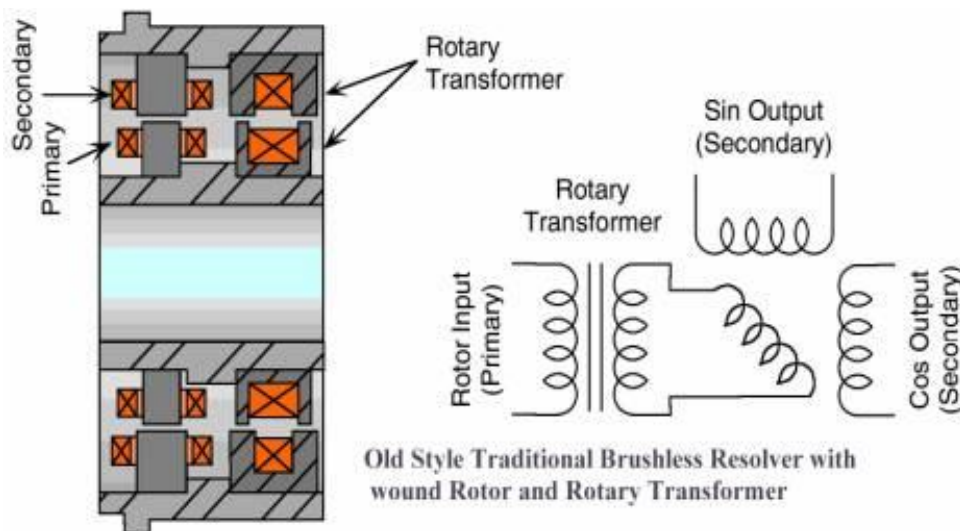 Secondary
Primary
Rotary
Transformer
Sin Output
(Secondary)
Rotary
Transformer
Rotor Input
(Primary)
Cos Output
(Secondary)
Old Style Traditional Brushless Resolver with
wound Rotor and Rotary Transformer